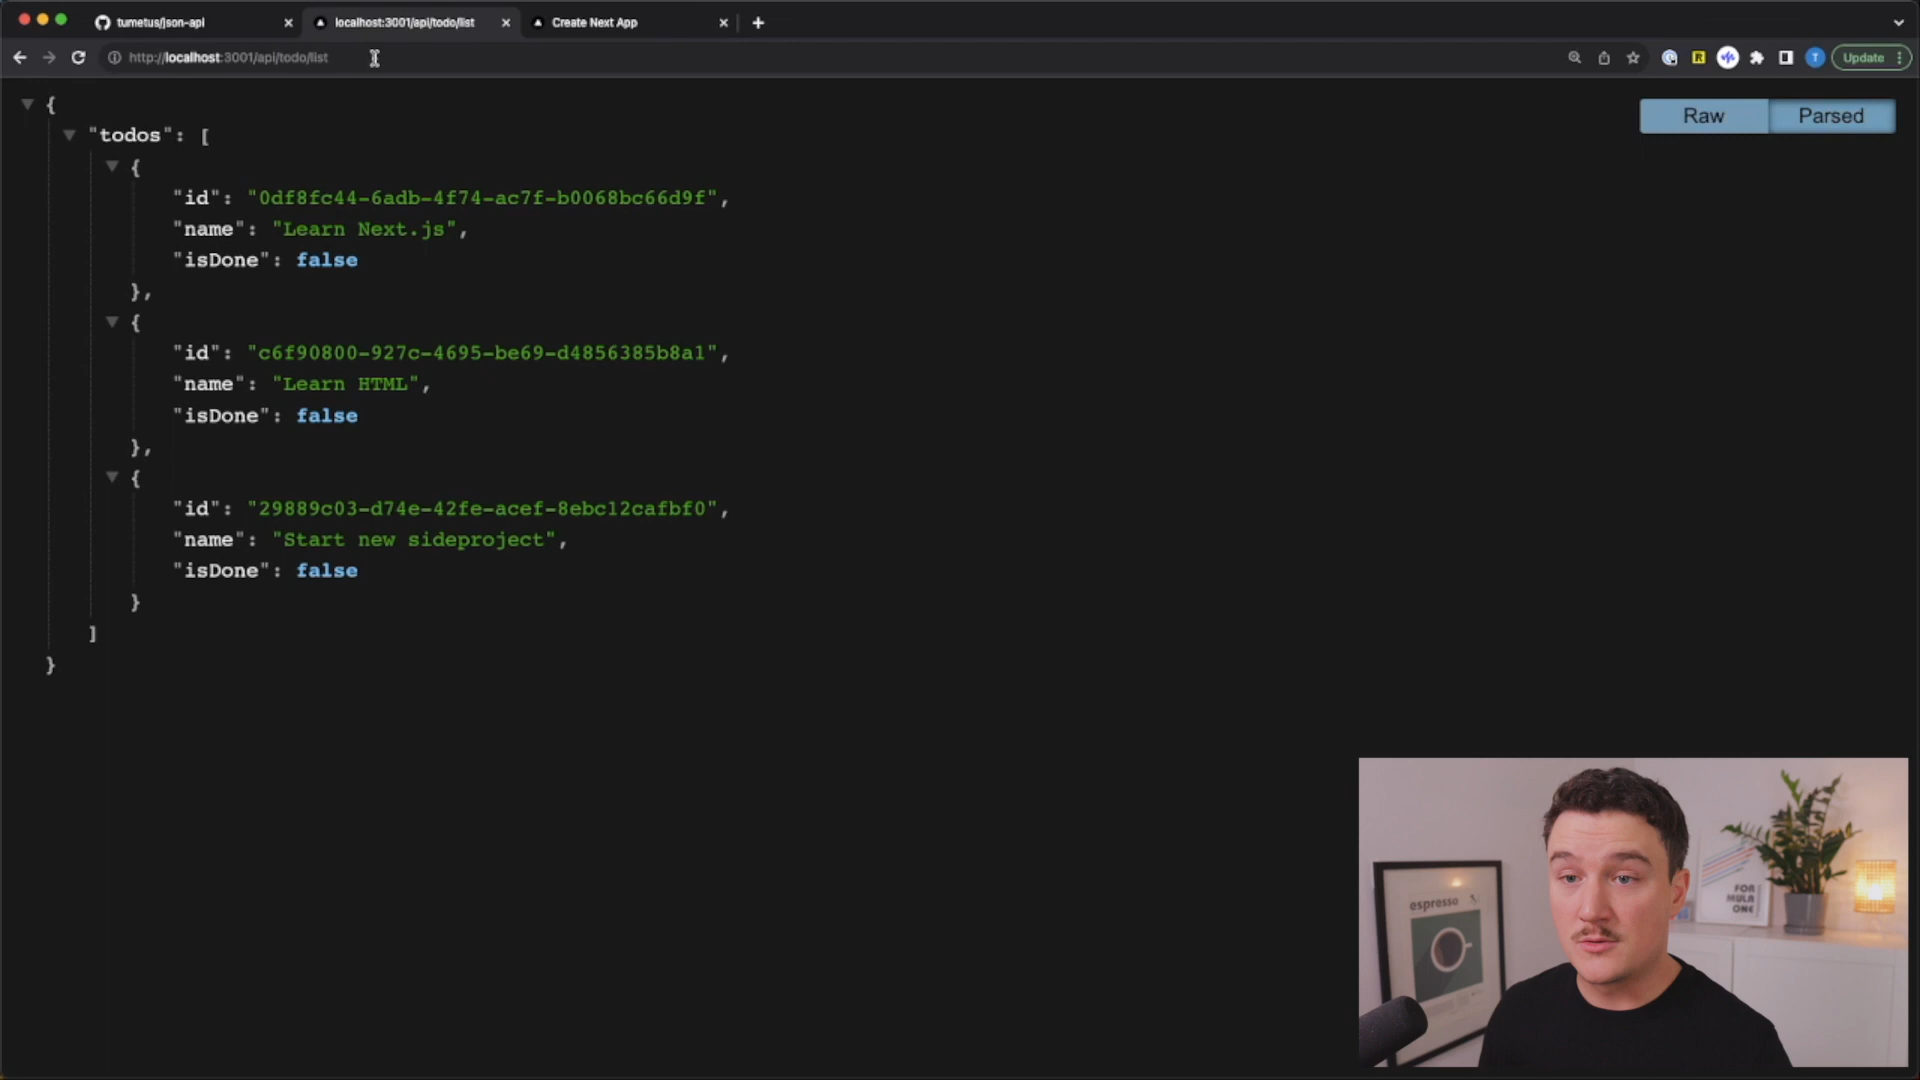 tumetus/json-api
localhost:3001/api/todo/list
Create Next App
http://localhost:3001/api/todo/list
Update
Raw
Parsed
{
"todos": [
{
"id": "0df8fc44-6adb-4f74-ac7f-b0068bc66d9f",
"name": "Learn Next.js",
"isDone": false
},
{
"id": "c6f90800-927c-4695-be69-d4856385b8a1",
"name": "Learn HTML",
"isDone": false
},
{
"id": "29889c03-d74e-42fe-acef-8ebc12cafbf0",
"name": "Start new sideproject",
"isDone": false
}
]
}
espresso
FOR
MULA
ONE